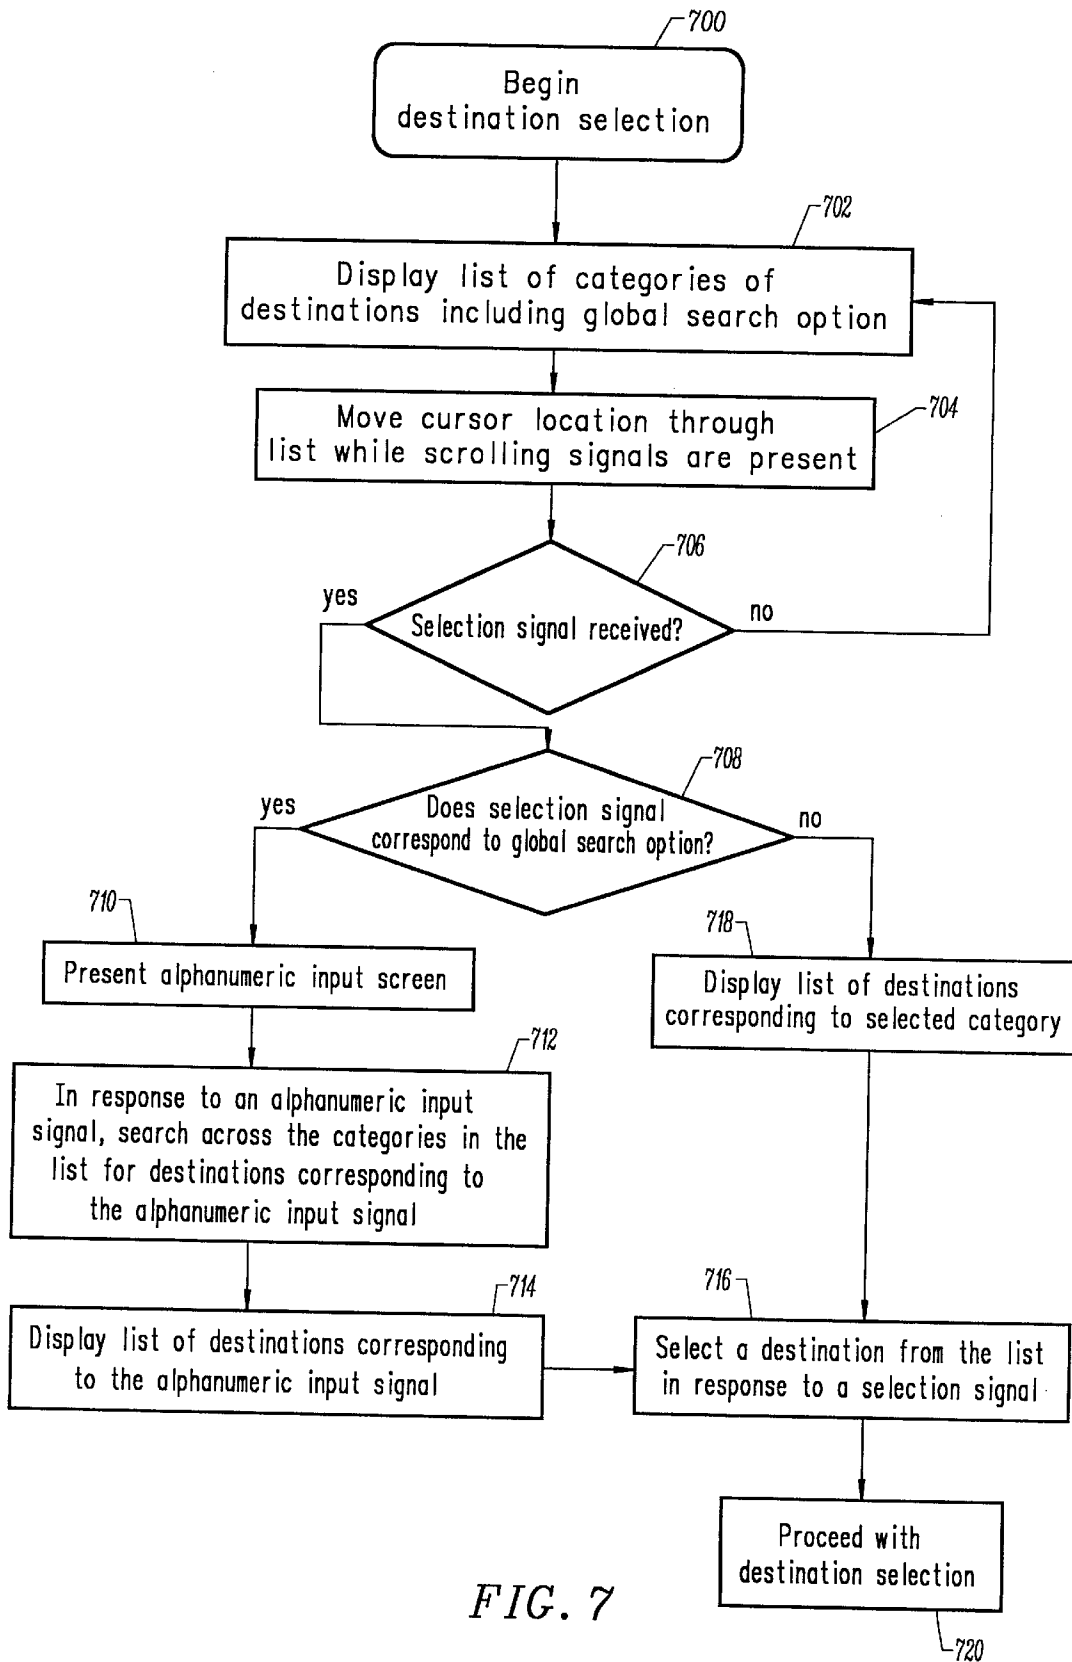 700
Begin
destination selection
702
Display list of categories of
destinations including global search option
704
Move cursor location through
list while scrolling signals are present
706
yes
no
Selection signal received?
708
yes
no
Does selection signal
correspond to global search option?
710
Present alphanumeric input screen
718
Display list of destinations
corresponding to selected category
712
In response to an alphanumeric input
signal, search across the categories in the
list for destinations corresponding to
the alphanumeric input signal
714
Display list of destinations corresponding
to the alphanumeric input signal
716
Select a destination from the list
in response to a selection signal
Proceed with
destination selection
720
FIG. 7